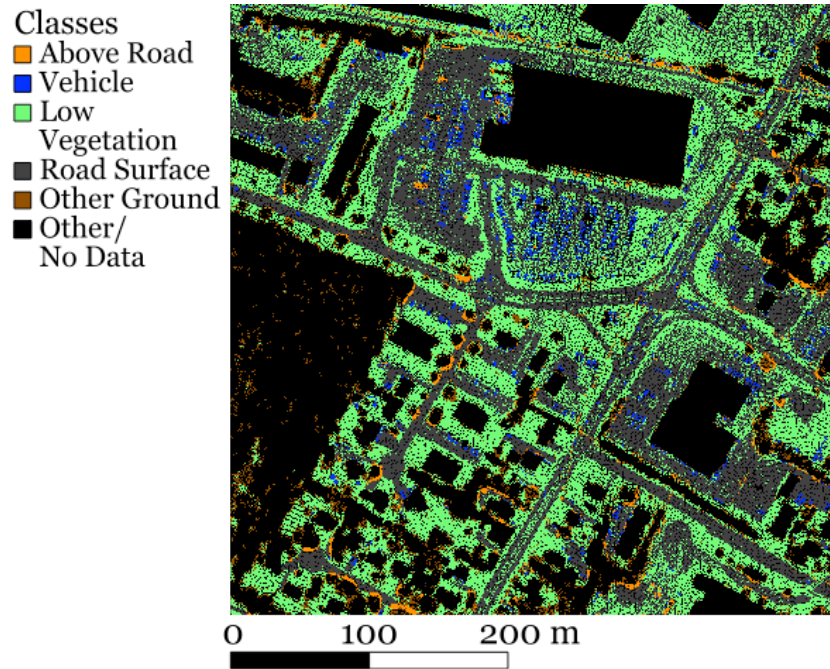 Classes
Above Road
Vehicle
Low
Vegetation
Road Surface
Other Ground
Other/
No Data
0 100 200 m